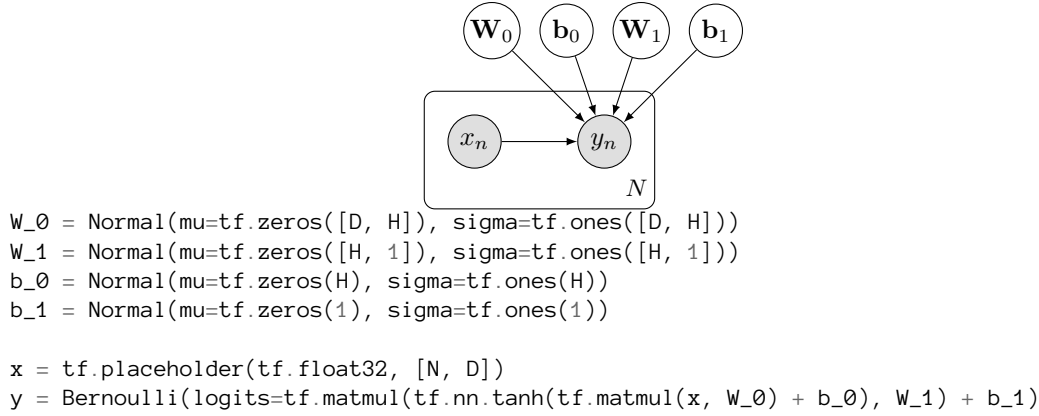 W₀ b₀ W₁ b₁
xₙ yₙ
N
W_0 = Normal(mu=tf.zeros([D, H]), sigma=tf.ones([D, H]))
W_1 = Normal(mu=tf.zeros([H, 1]), sigma=tf.ones([H, 1]))
b_0 = Normal(mu=tf.zeros(H), sigma=tf.ones(H))
b_1 = Normal(mu=tf.zeros(1), sigma=tf.ones(1))
x = tf.placeholder(tf.float32, [N, D])
y = Bernoulli(logits=tf.matmul(tf.nn.tanh(tf.matmul(x, W_0) + b_0), W_1) + b_1)